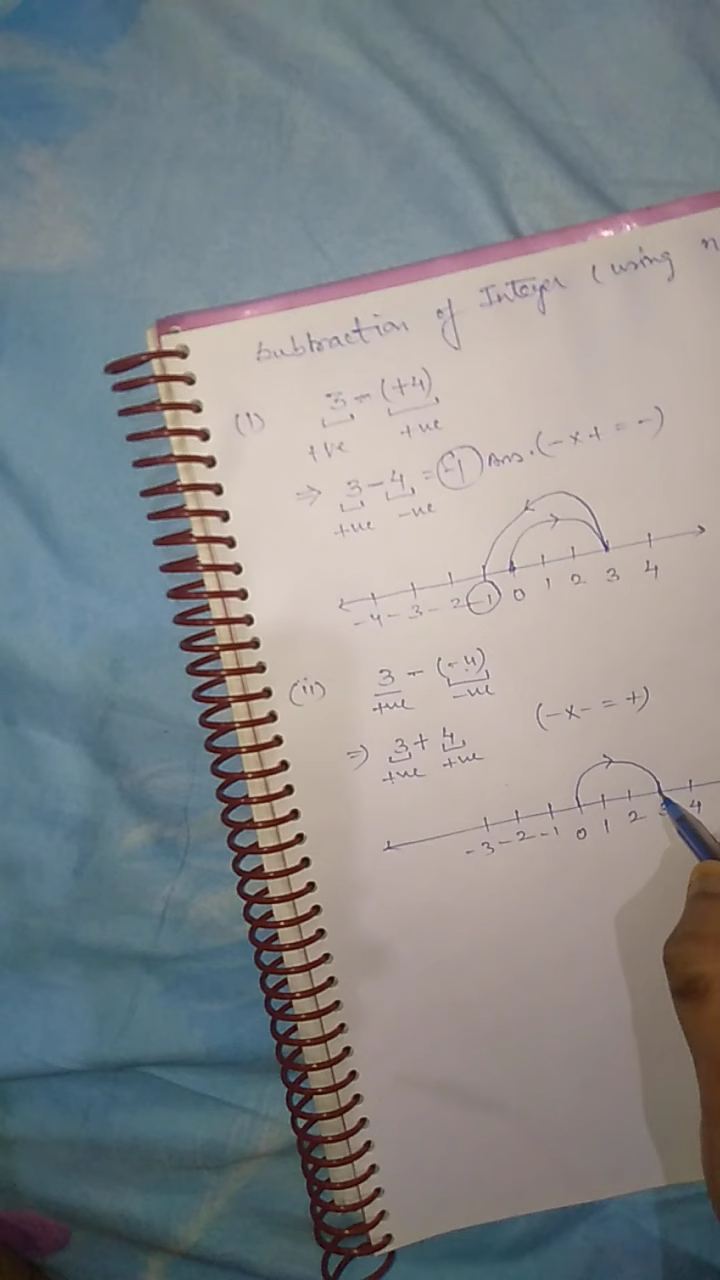 Subtraction of Integer (using n
(i) 3 - (+4)
+ve +ve
⇒ 3 - 4 = -1 Ans. (- x + = -)
+ve -ve
-4 -3 -2 -1 0 1 2 3 4
(ii) 3 - (-4)
+ve -ve
⇒ 3 + 4 (- x - = +)
+ve +ve
-3 -2 -1 0 1 2 3 4